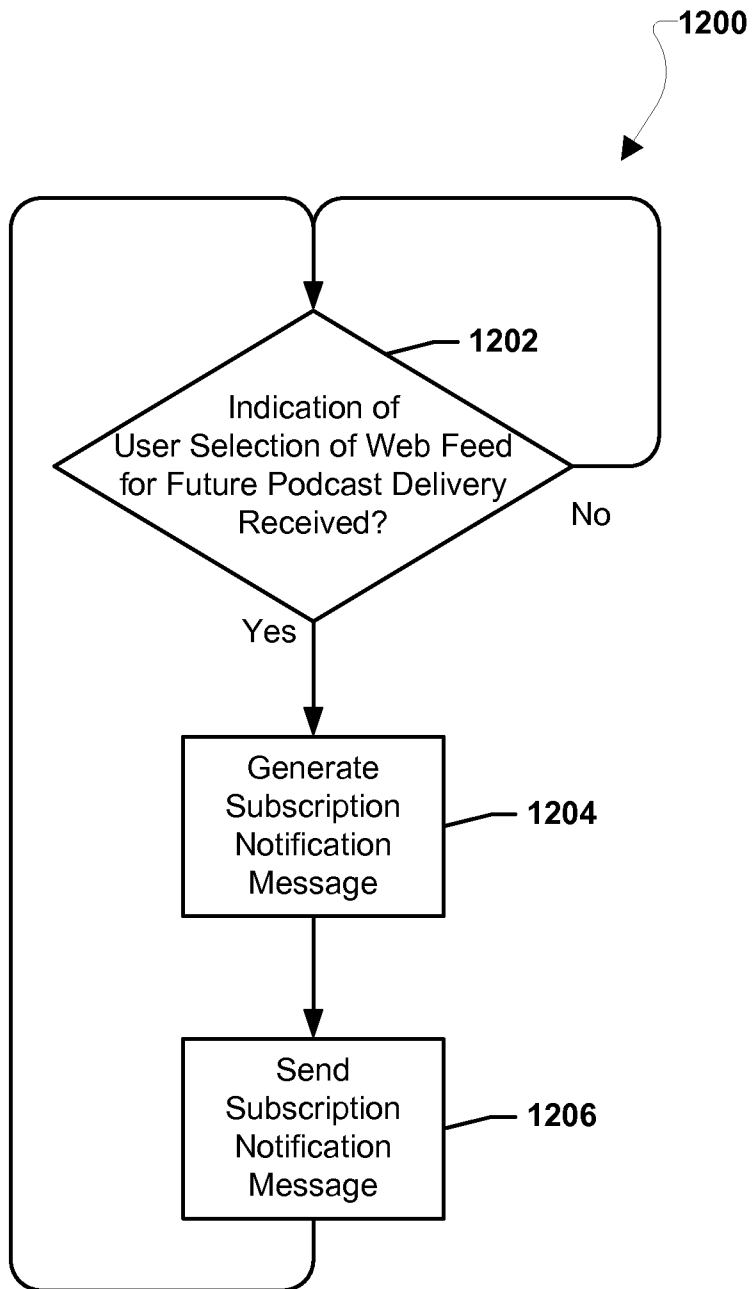 1200
1202
Indication of
User Selection of Web Feed
for Future Podcast Delivery
Received?
No
Yes
Generate
Subscription
Notification
Message
1204
Send
Subscription
Notification
Message
1206